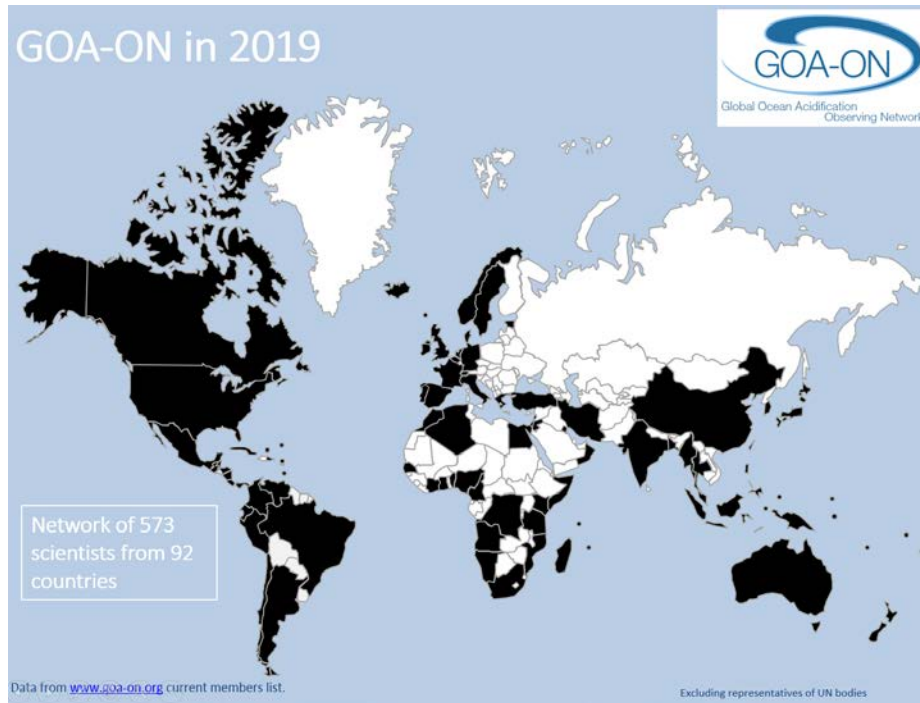 GOA-ON in 2019
GOA-ON
Global Ocean Acidification
Observing Network
Network of 573
scientists from 92
countries
Data from www.goa-on.org current members list.
Excluding representatives of UN bodies